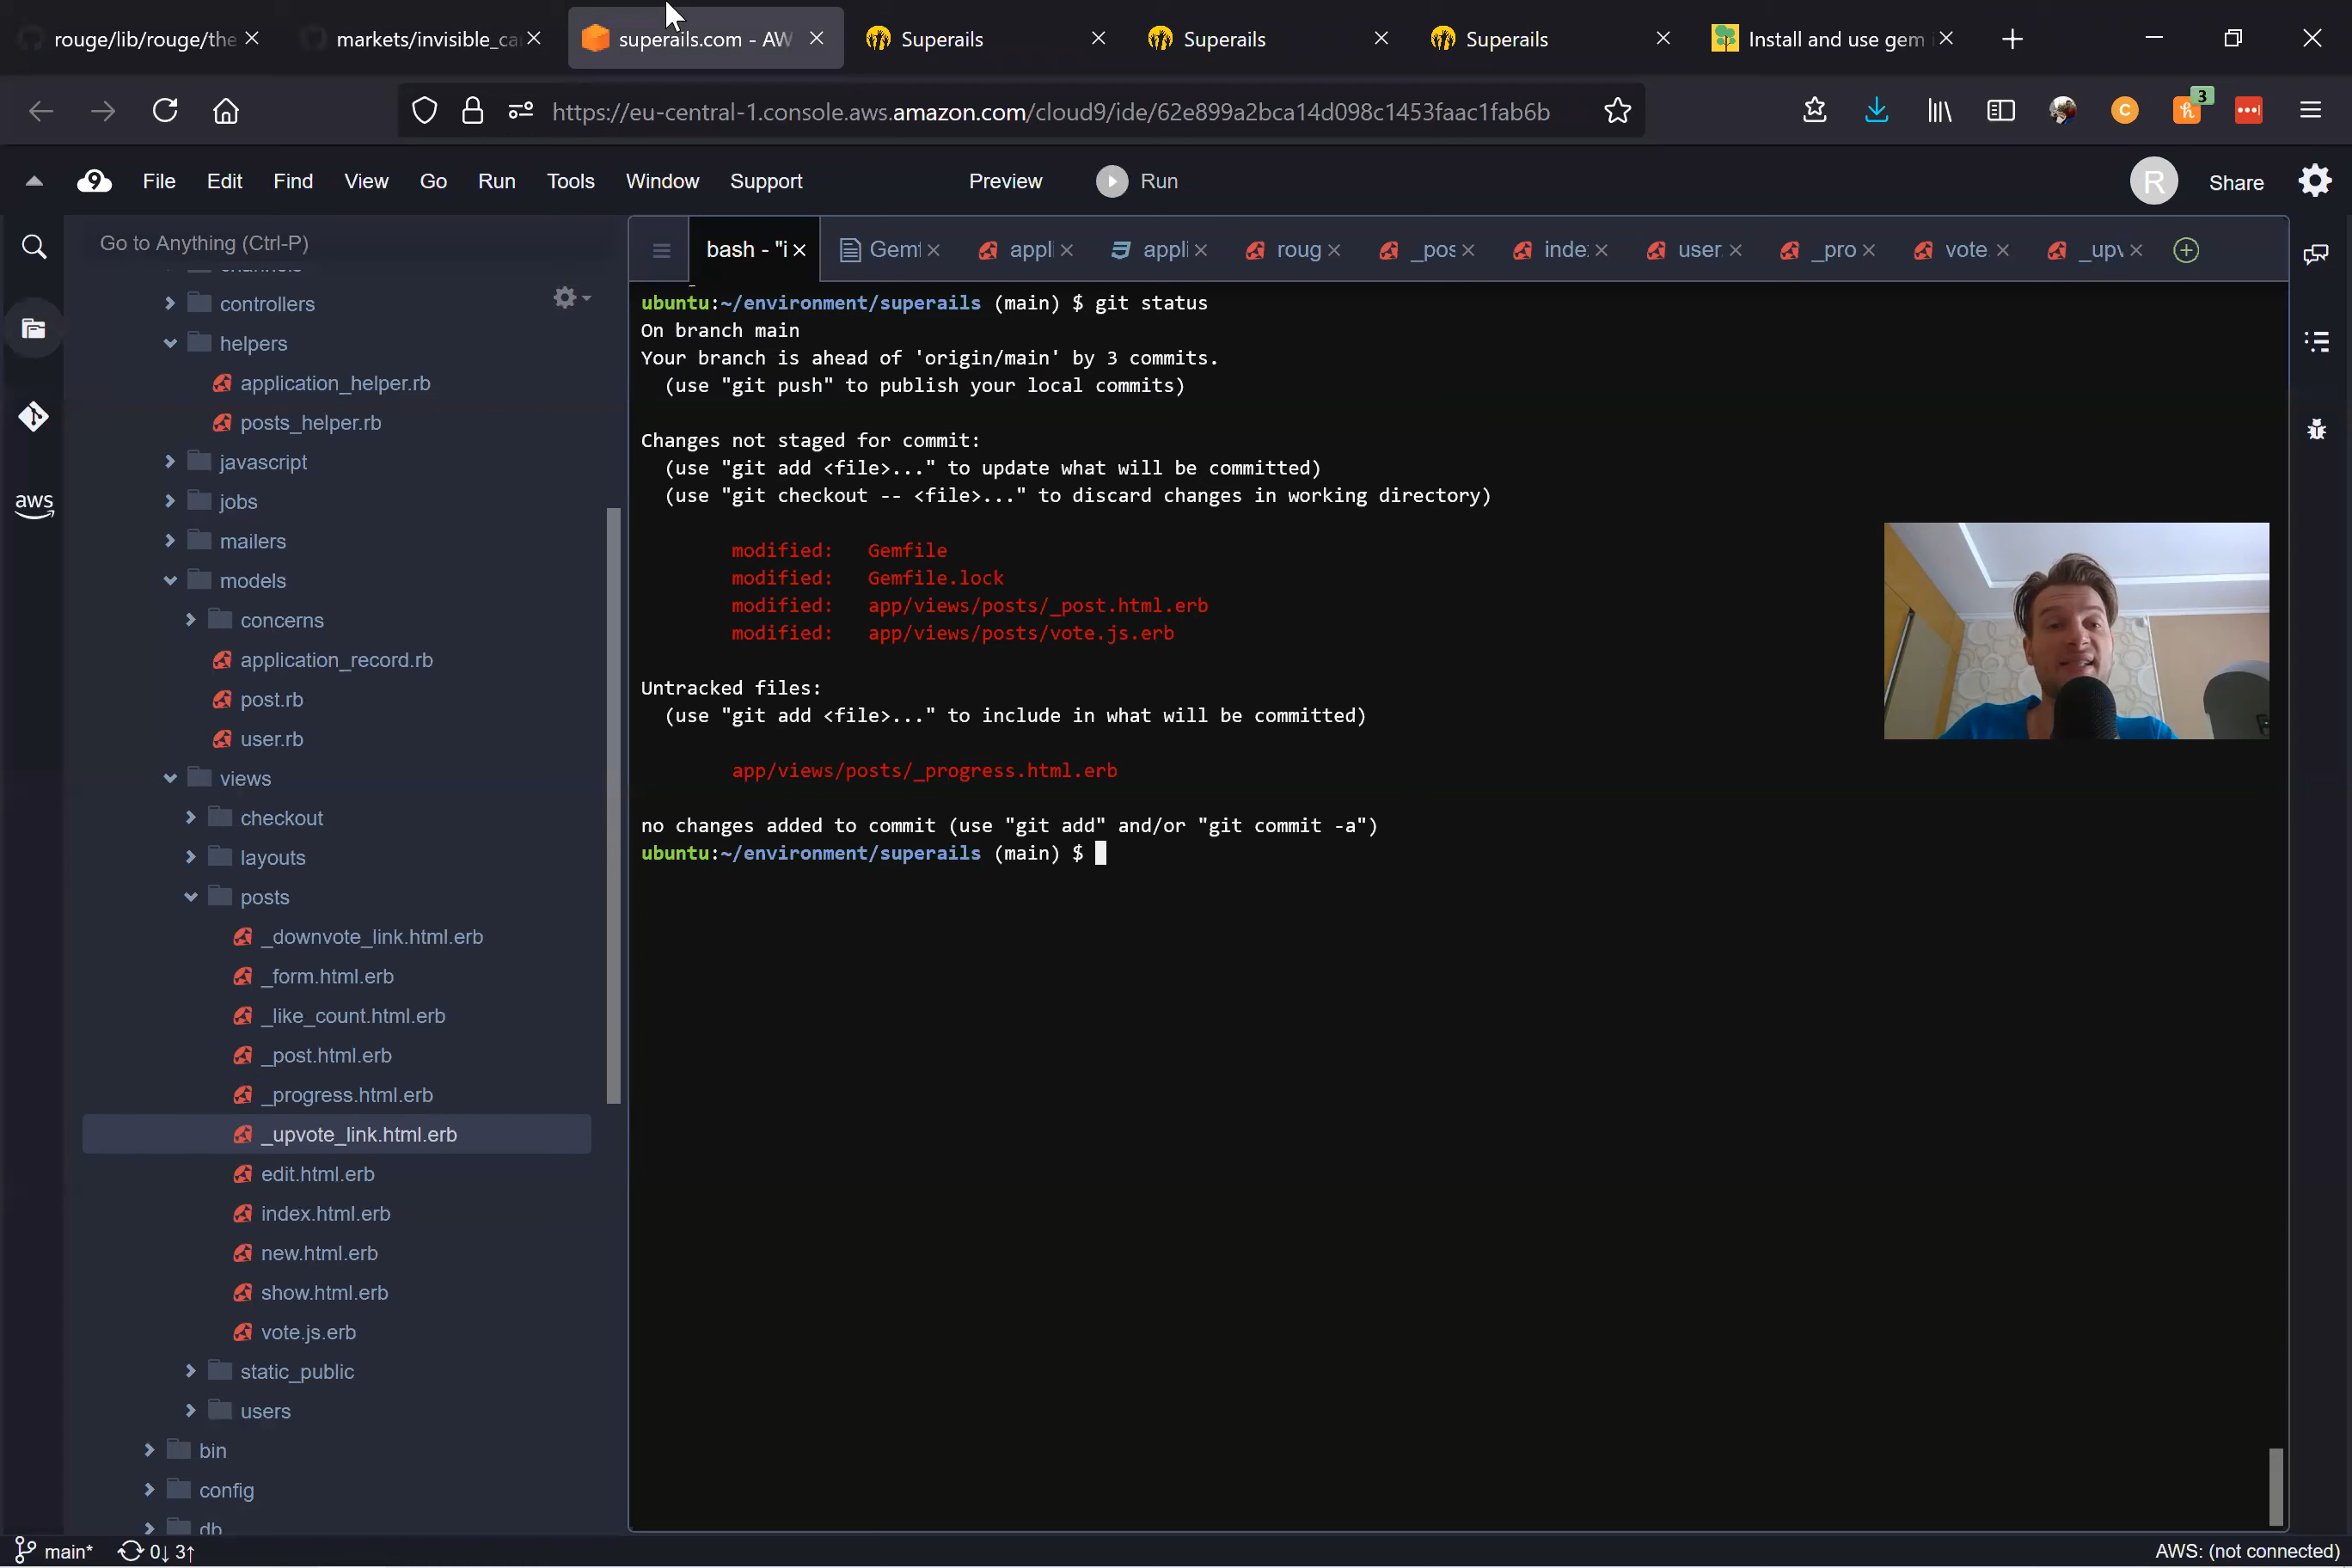 rouge/lib/rouge/the
markets/invisible_ca
superails.com - AW
Superails
Superails
Superails
Install and use gem
https://eu-central-1.console.aws.amazon.com/cloud9/ide/62e899a2bca14d098c1453faac1fab6b
3
9 File Edit Find View Go Run Tools Window Support Preview Run R Share
Go to Anything (Ctrl-P)
bash - "i Gemf appli appli roug _pos inde: user _pro vote _upv
channels
controllers
helpers
application_helper.rb
posts_helper.rb
javascript
jobs
mailers
models
concerns
application_record.rb
post.rb
user.rb
views
checkout
layouts
posts
_downvote_link.html.erb
_form.html.erb
_like_count.html.erb
_post.html.erb
_progress.html.erb
_upvote_link.html.erb
edit.html.erb
index.html.erb
new.html.erb
show.html.erb
vote.js.erb
static_public
users
bin
config
db
aws
ubuntu:~/environment/superails (main) $ git status
On branch main
Your branch is ahead of 'origin/main' by 3 commits.
(use "git push" to publish your local commits)
Changes not staged for commit:
(use "git add <file>..." to update what will be committed)
(use "git checkout -- <file>..." to discard changes in working directory)
modified: Gemfile
modified: Gemfile.lock
modified: app/views/posts/_post.html.erb
modified: app/views/posts/vote.js.erb
Untracked files:
(use "git add <file>..." to include in what will be committed)
app/views/posts/_progress.html.erb
no changes added to commit (use "git add" and/or "git commit -a")
ubuntu:~/environment/superails (main) $
main* 0↓ 3↑
AWS: (not connected)